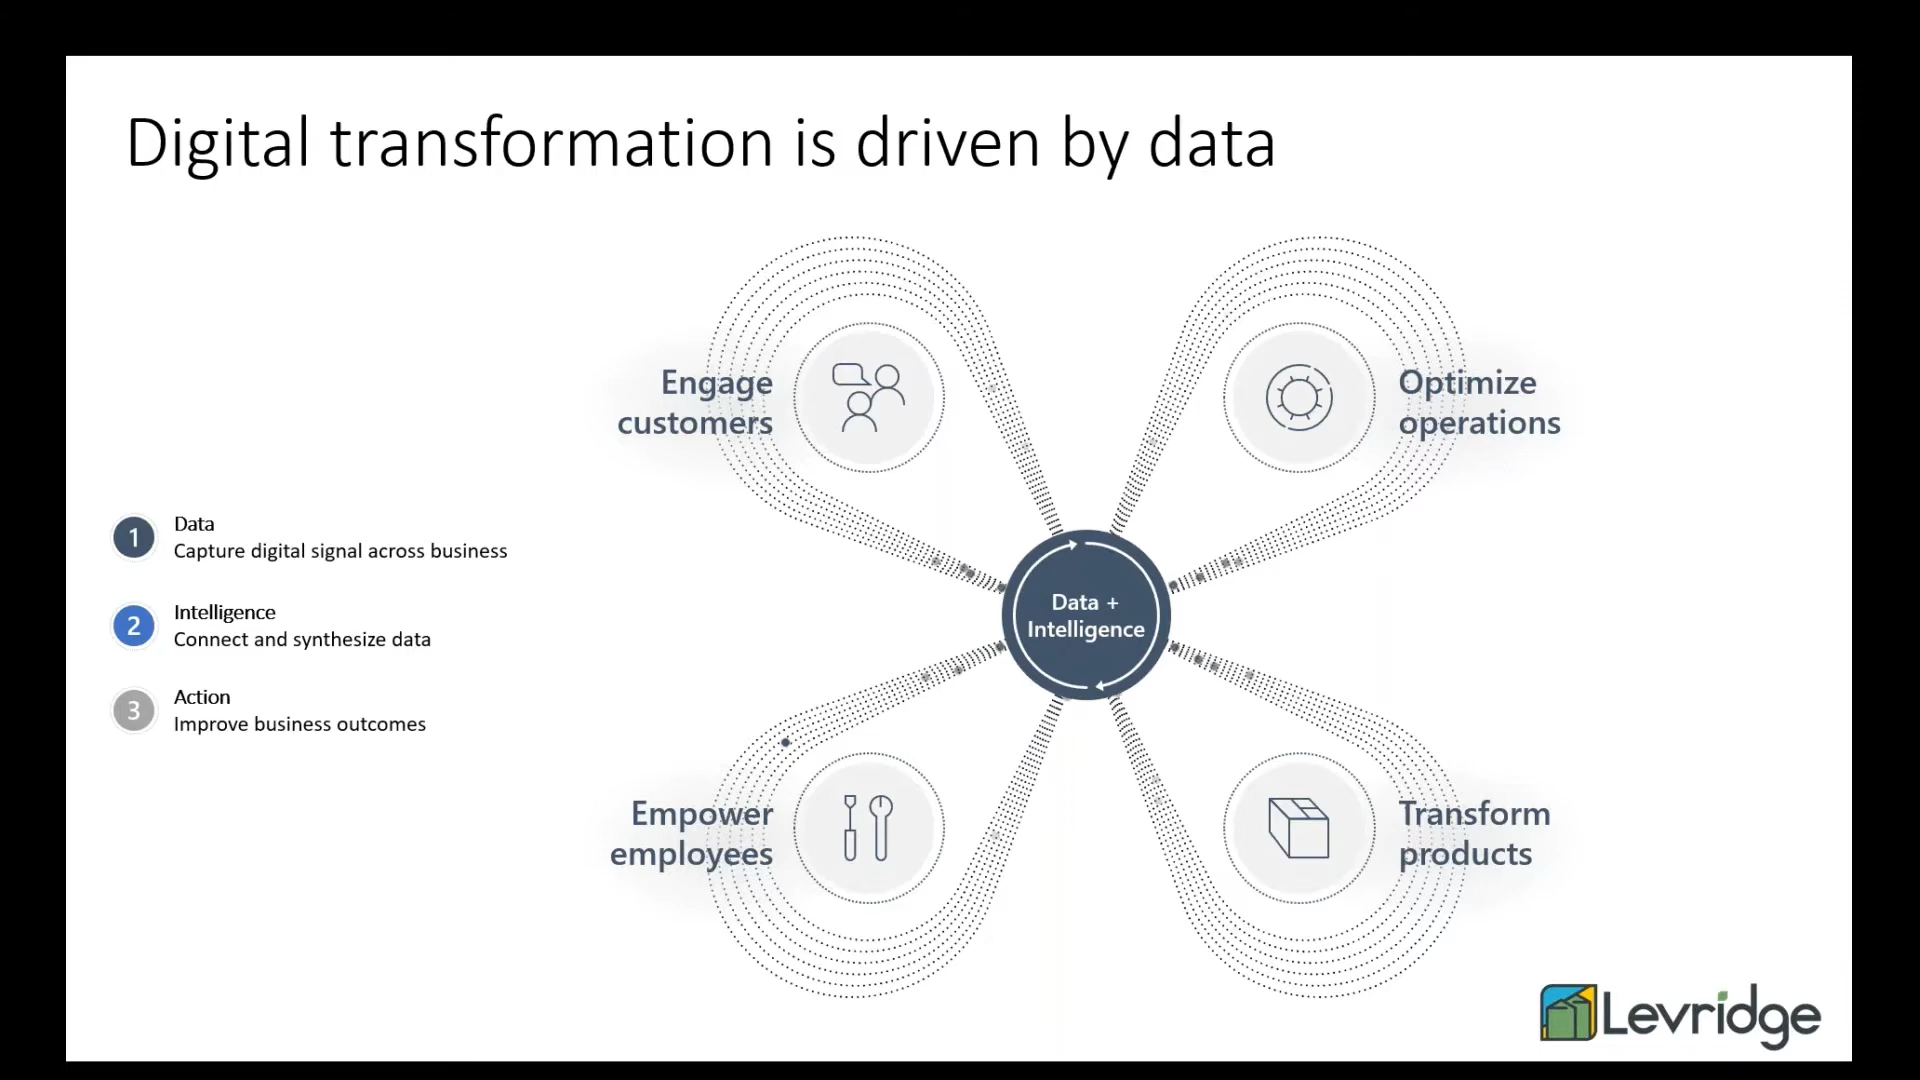 Digital transformation is driven by data
Engage
customers
Optimize
operations
1
Data
Capture digital signal across business
2
Intelligence
Connect and synthesize data
3
Action
Improve business outcomes
Data +
Intelligence
Empower
employees
Transform
products
Levridge